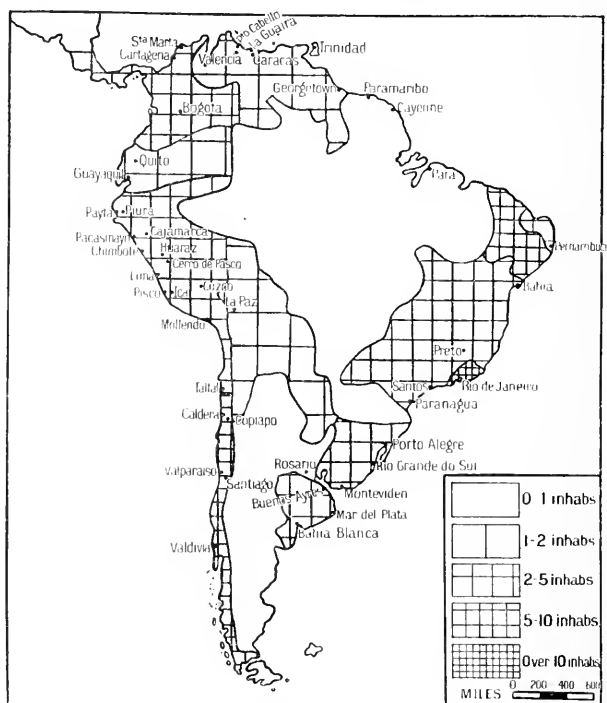 Pto Cabello
Sta Marta
La Guaira
Cartagena
Valencia
Caracas
Trinidad
Georgetown
Paramaribo
Cayenne
Bogota
Quito
Guayaquil
Para
Payta
Piura
Pacasmayo
Cajamarca
Chimbote
Huaraz
Cerro de Pasco
Pernambuco
Lima
Cuzco
Pisco
Ica
La Paz
Bahia
Mollendo
Preto
Taltal
Santos
Rio de Janeiro
Paranagua
Caldera
Copiapo
Porto Alegre
Valparaiso
Rosario
Rio Grande do Sul
Santiago
Buenos Ayres
Montevideo
Mar del Plata
Bahia Blanca
Valdivia
0-1 inhabs
1-2 inhabs
2-5 inhabs
5-10 inhabs
Over 10 inhabs
MILES 0 200 400 600